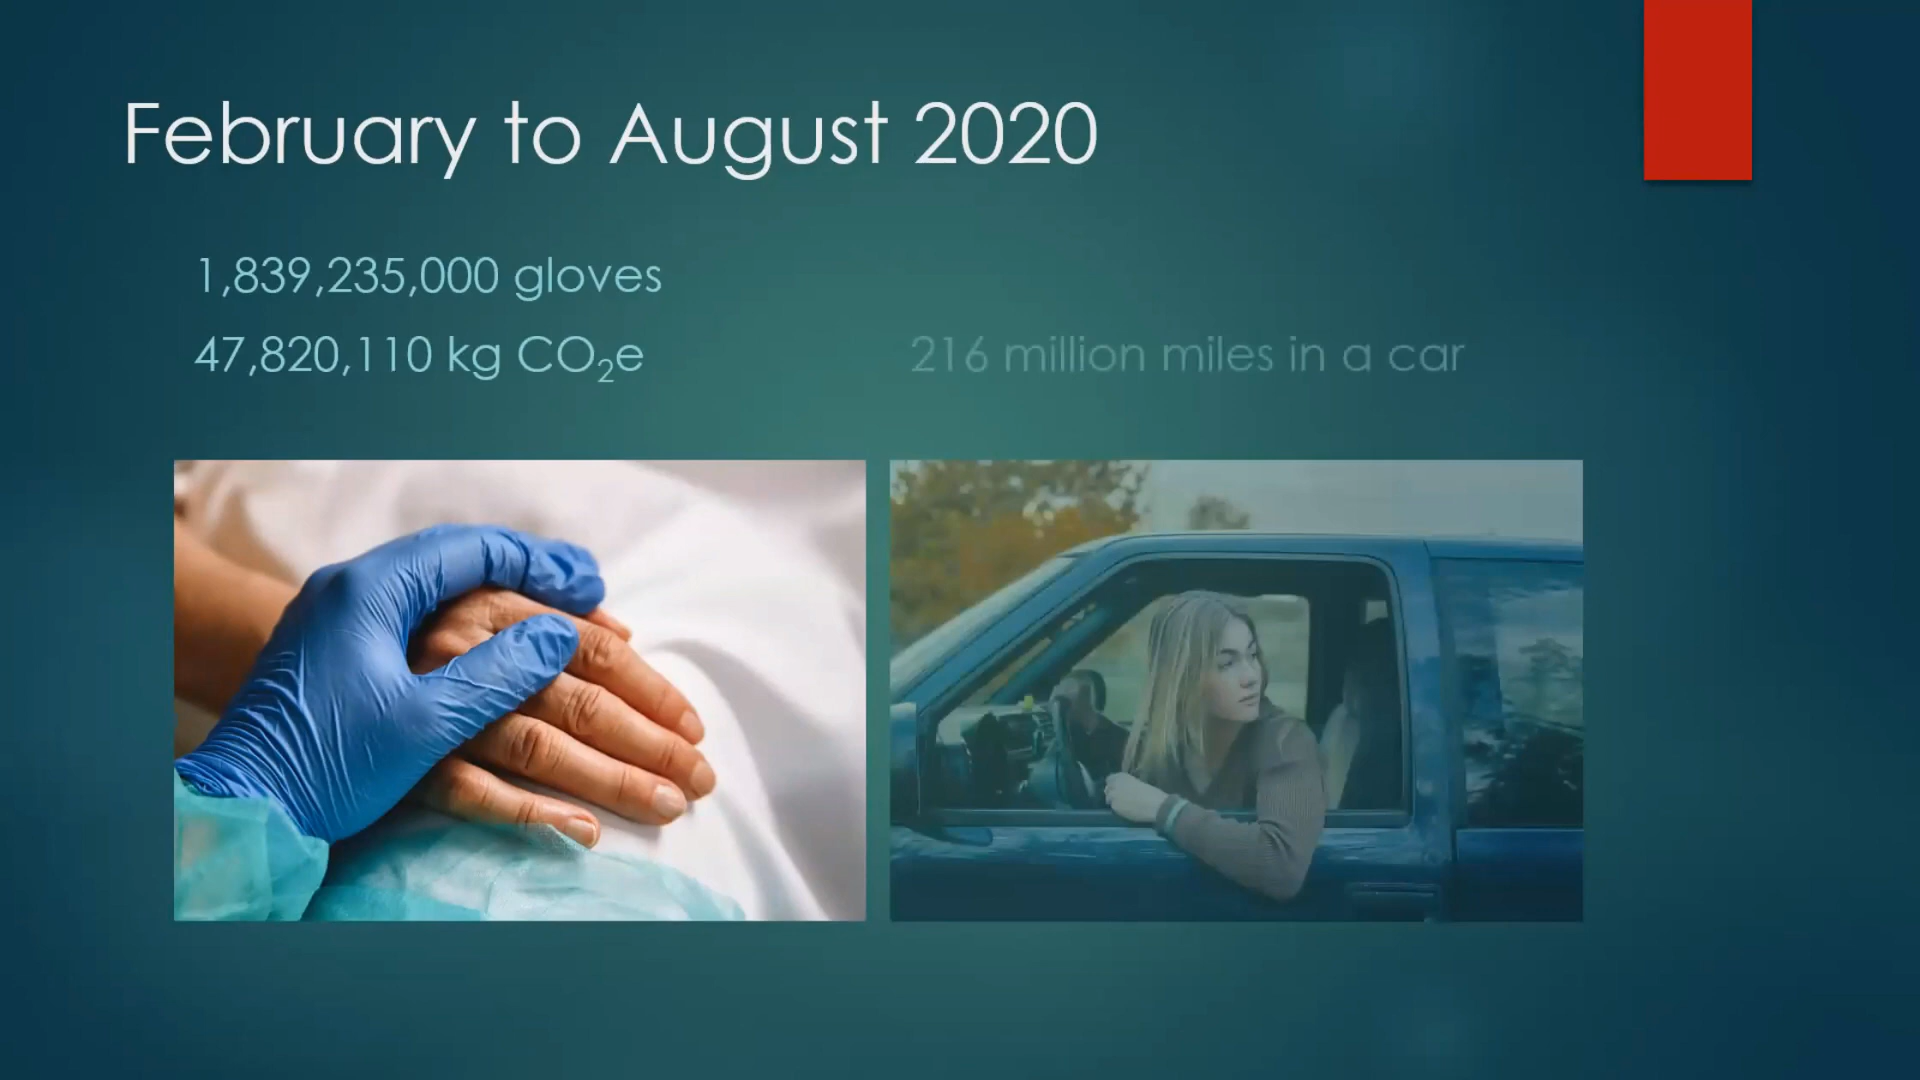 February to August 2020
1,839,235,000 gloves
47,820,110 kg CO₂e
216 million miles in a car